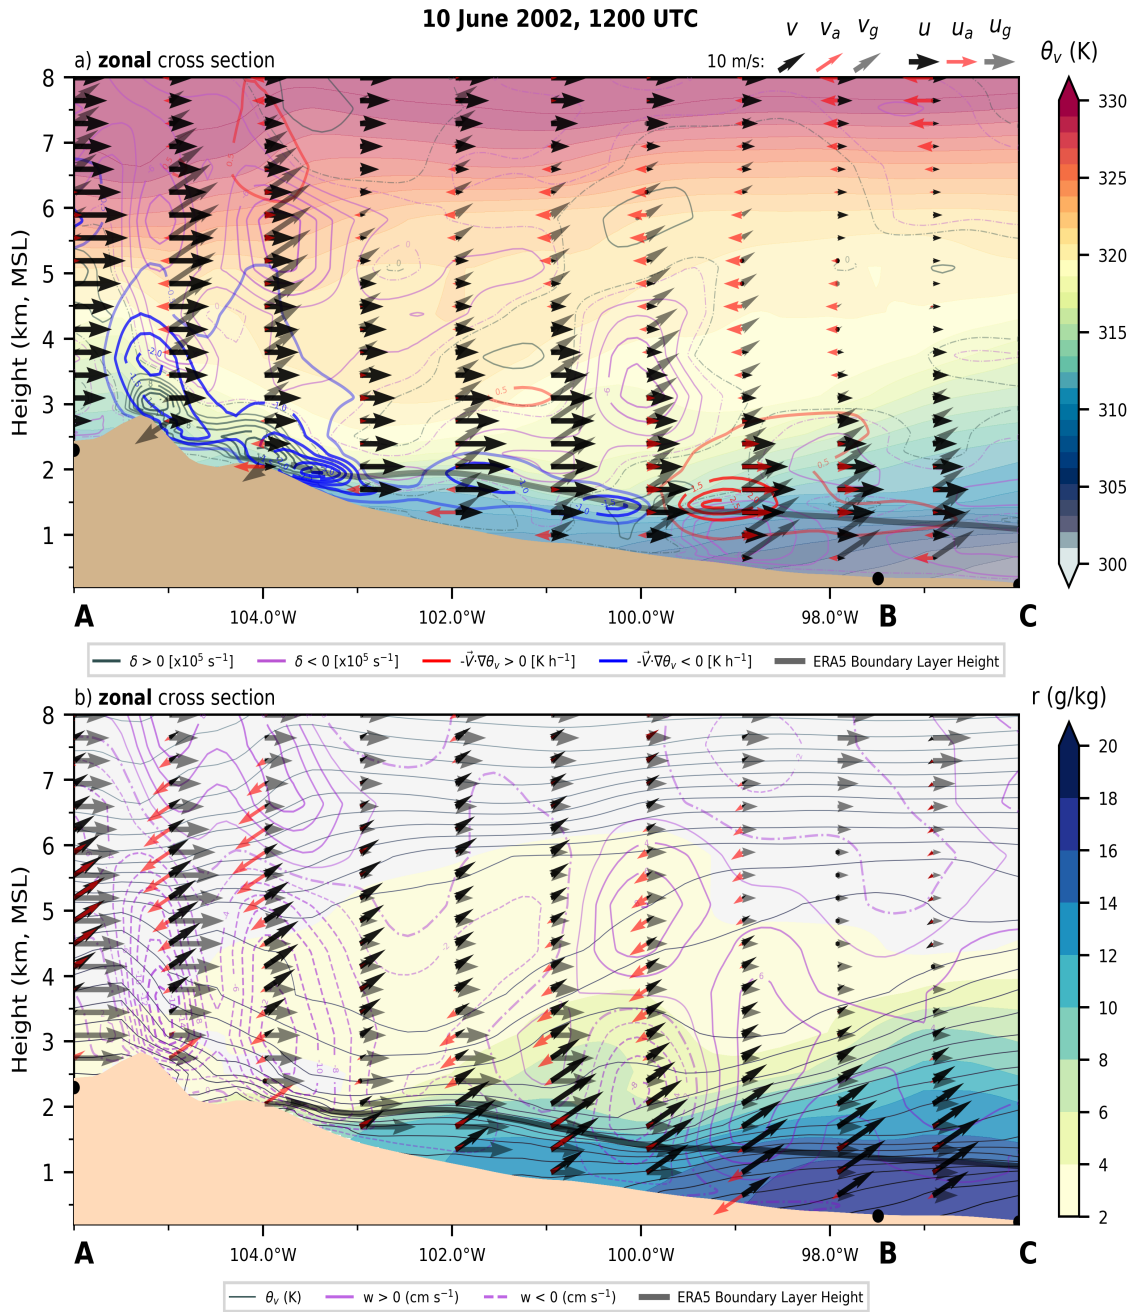 10 June 2002, 1200 UTC
a) zonal cross section
10 m/s:
v
v_a
v_g
u
u_a
u_g
θ_v (K)
8
7
6
5
4
3
2
1
Height (km, MSL)
330
325
320
315
310
305
300
104.0°W
102.0°W
100.0°W
98.0°W
A
B
C
δ > 0 [x10⁵ s⁻¹]
δ < 0 [x10⁵ s⁻¹]
-V⃗·∇θ_v > 0 [K h⁻¹]
-V⃗·∇θ_v < 0 [K h⁻¹]
ERA5 Boundary Layer Height
b) zonal cross section
r (g/kg)
8
7
6
5
4
3
2
1
Height (km, MSL)
20
18
16
14
12
10
8
6
4
2
104.0°W
102.0°W
100.0°W
98.0°W
A
B
C
θ_v (K)
w > 0 (cm s⁻¹)
w < 0 (cm s⁻¹)
ERA5 Boundary Layer Height